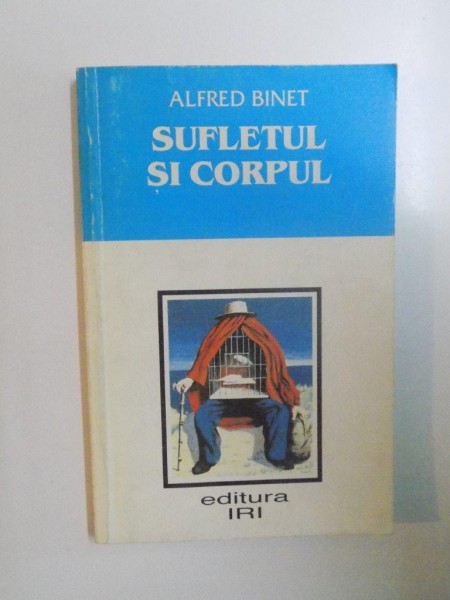 ALFRED BINET
SUFLETUL
ȘI CORPUL
editura
IRI